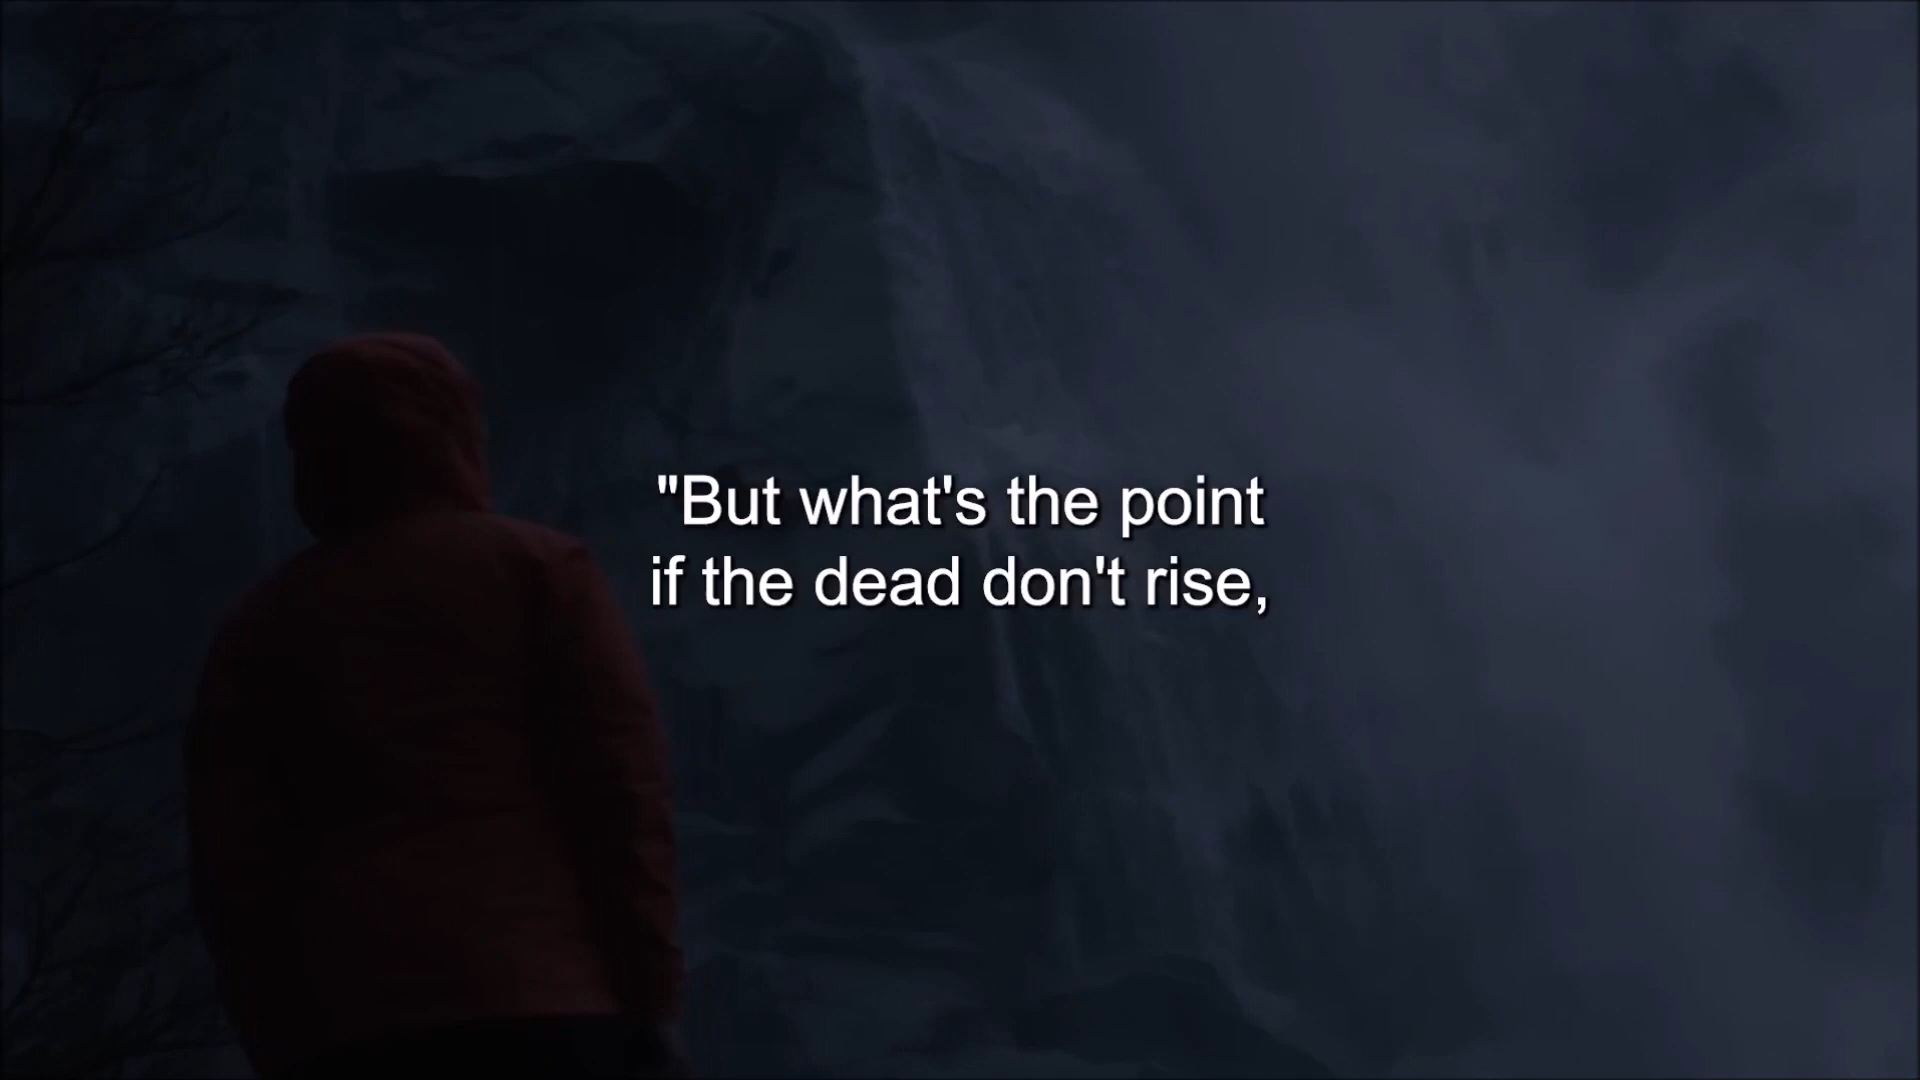 "But what's the point
if the dead don't rise,